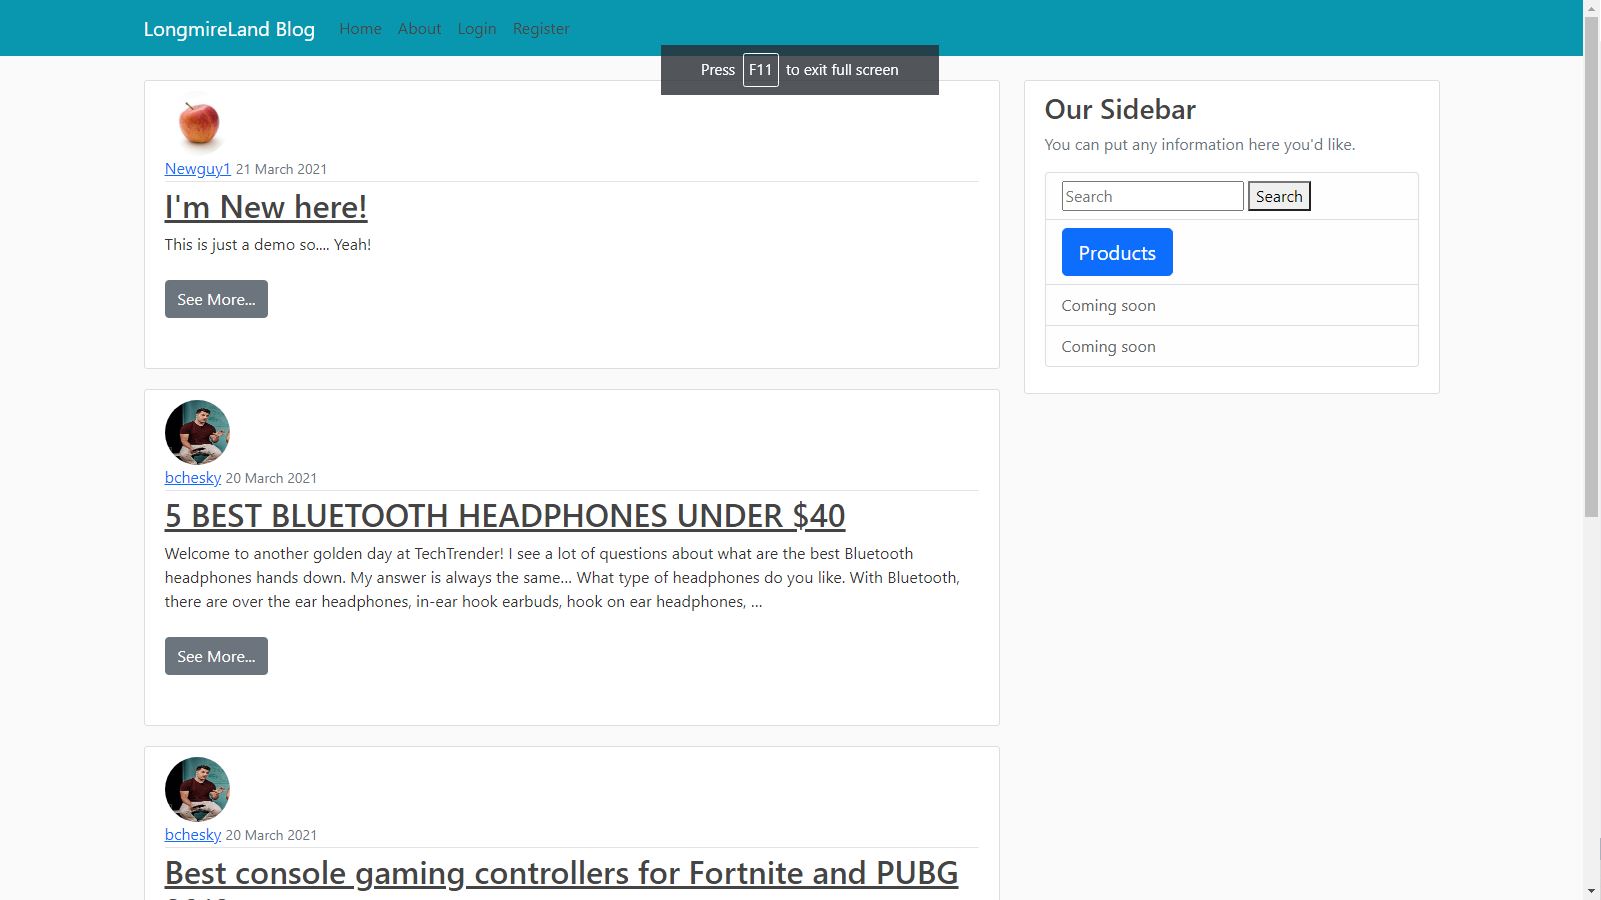 LongmireLand Blog Home About Login Register
Press F11 to exit full screen
Newguy1 21 March 2021
I'm New here!
This is just a demo so.... Yeah!
See More...
bchesky 20 March 2021
5 BEST BLUETOOTH HEADPHONES UNDER $40
Welcome to another golden day at TechTrender! I see a lot of questions about what are the best Bluetooth
headphones hands down. My answer is always the same... What type of headphones do you like. With Bluetooth,
there are over the ear headphones, in-ear hook earbuds, hook on ear headphones, ...
See More...
bchesky 20 March 2021
Best console gaming controllers for Fortnite and PUBG
Our Sidebar
You can put any information here you'd like.
Search Search
Products
Coming soon
Coming soon